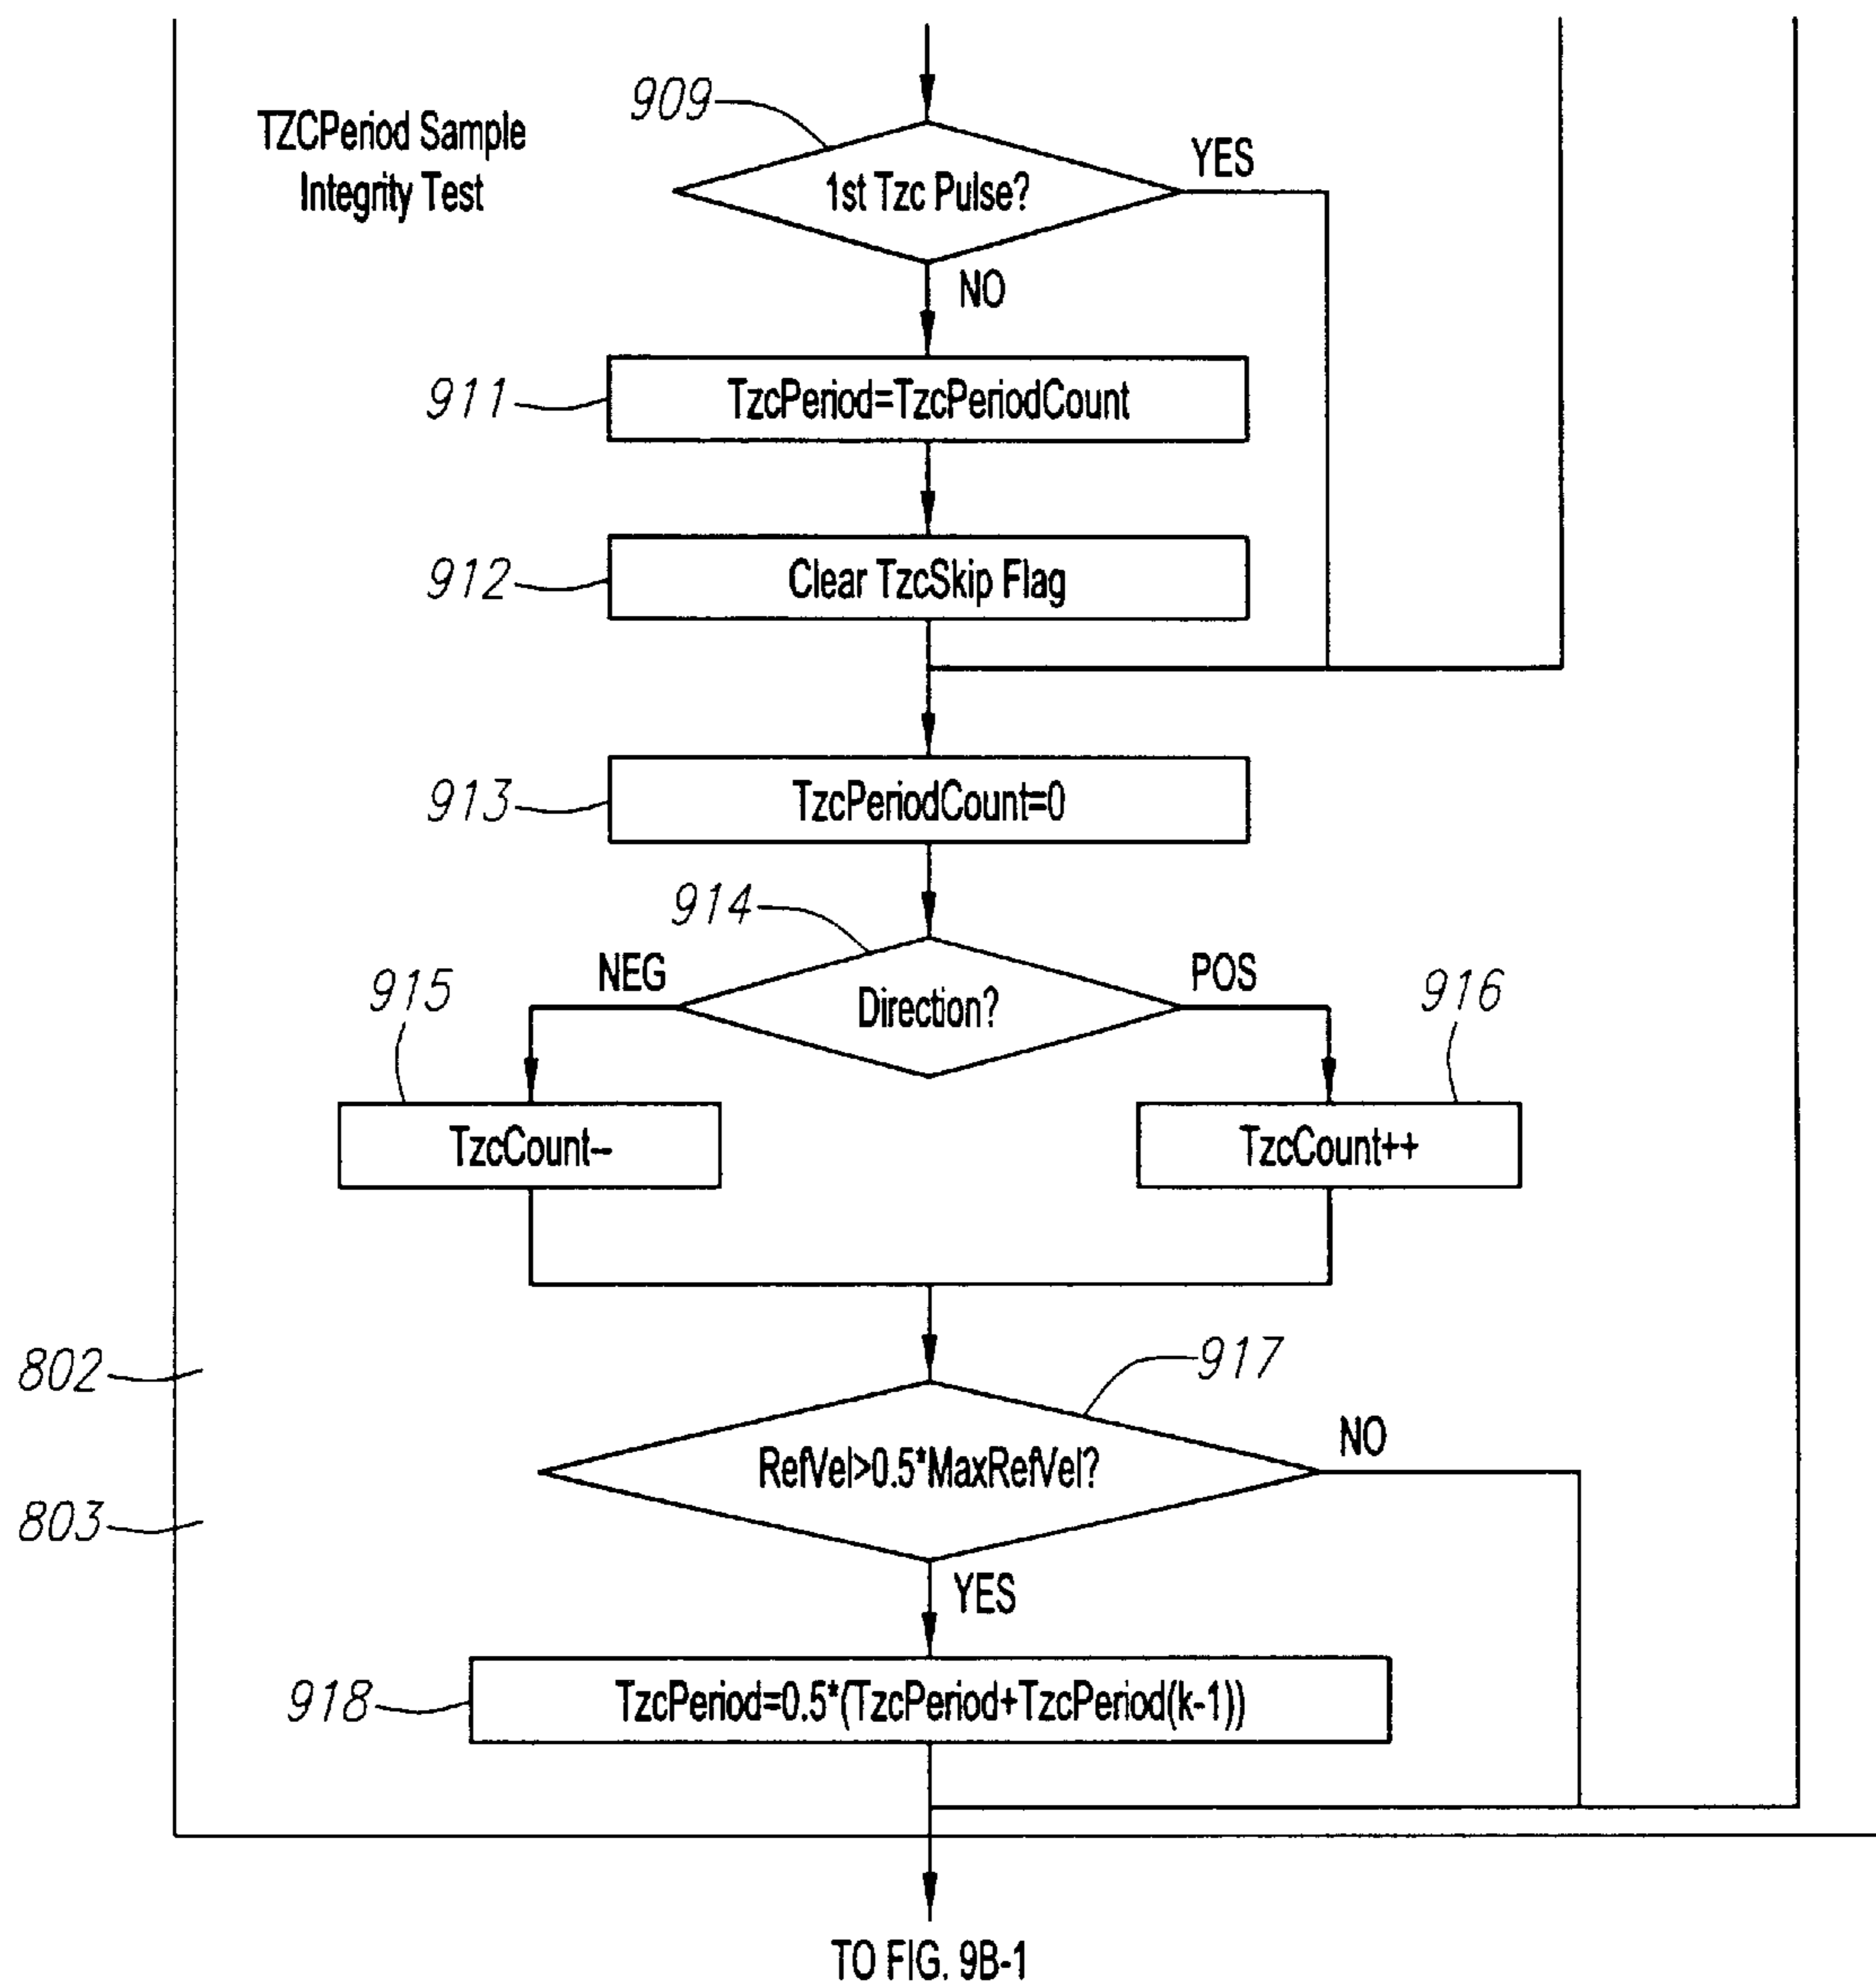 909
TZCPeriod Sample
Integrity Test
1st Tzc Pulse?
YES
NO
911
TzcPeriod=TzcPeriodCount
912
Clear TzcSkip Flag
913
TzcPeriodCount=0
914
NEG
POS
915
Direction?
916
TzcCount--
TzcCount++
802
917
RefVel>0.5*MaxRefVel?
NO
803
YES
918
TzcPeriod=0.5*(TzcPeriod+TzcPeriod(k-1))
TO FIG. 9B-1